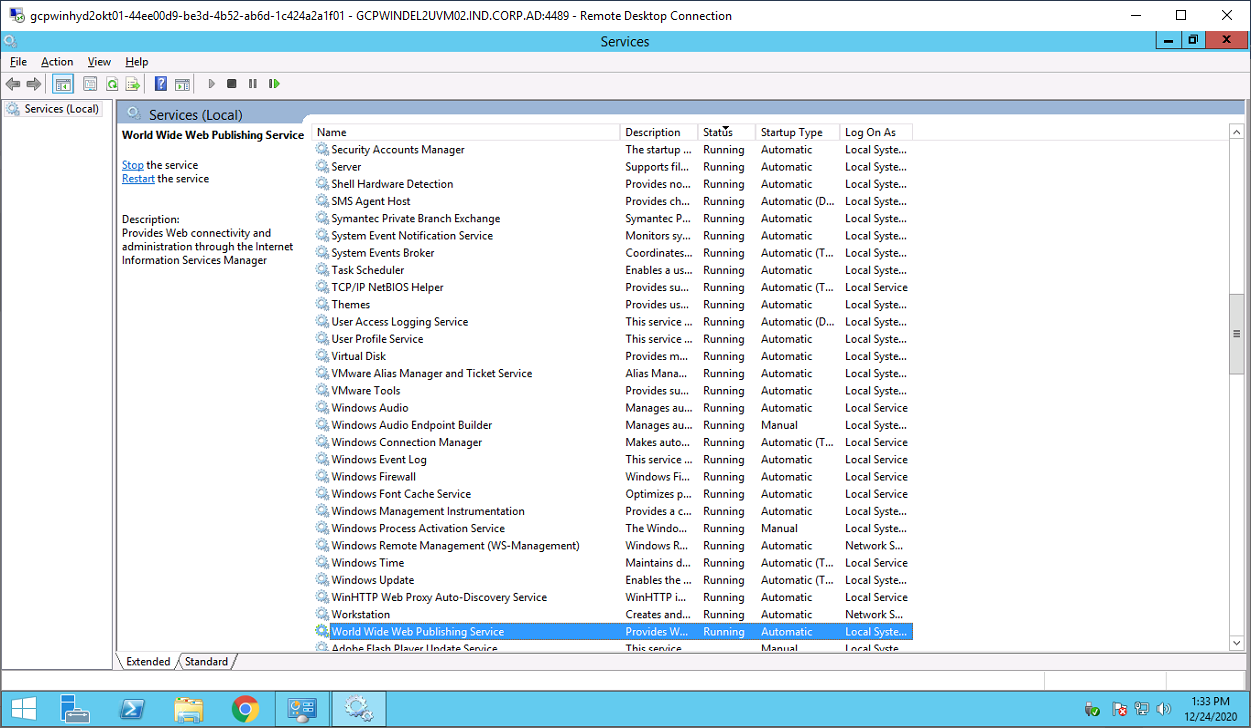 gcpwinhyd2okt01-44ee00d9-be3d-4b52-ab6d-1c424a2a1f01 - GCPWINDEL2UVM02.IND.CORP.AD:4489 - Remote Desktop Connection
Services
File Action View Help
Services (Local)
Services (Local)
World Wide Web Publishing Service
Stop the service
Restart the service
Description:
Provides Web connectivity and
administration through the Internet
Information Services Manager
Name Description Status Startup Type Log On As
Security Accounts Manager The startup ... Running Automatic Local Syste...
Server Supports fil... Running Automatic Local Syste...
Shell Hardware Detection Provides no... Running Automatic Local Syste...
SMS Agent Host Provides ch... Running Automatic (D... Local Syste...
Symantec Private Branch Exchange Symantec P... Running Automatic Local Syste...
System Event Notification Service Monitors sy... Running Automatic Local Syste...
System Events Broker Coordinates... Running Automatic (T... Local Syste...
Task Scheduler Enables a us... Running Automatic Local Syste...
TCP/IP NetBIOS Helper Provides su... Running Automatic (T... Local Service
Themes Provides us... Running Automatic Local Syste...
User Access Logging Service This service ... Running Automatic (D... Local Syste...
User Profile Service This service ... Running Automatic Local Syste...
Virtual Disk Provides m... Running Automatic Local Syste...
VMware Alias Manager and Ticket Service Alias Mana... Running Automatic Local Syste...
VMware Tools Provides su... Running Automatic Local Syste...
Windows Audio Manages au... Running Automatic Local Service
Windows Audio Endpoint Builder Manages au... Running Manual Local Syste...
Windows Connection Manager Makes auto... Running Automatic (T... Local Service
Windows Event Log This service ... Running Automatic Local Service
Windows Firewall Windows Fi... Running Automatic Local Service
Windows Font Cache Service Optimizes p... Running Automatic Local Service
Windows Management Instrumentation Provides a c... Running Automatic Local Syste...
Windows Process Activation Service The Windo... Running Manual Local Syste...
Windows Remote Management (WS-Management) Windows R... Running Automatic Network S...
Windows Time Maintains d... Running Automatic (T... Local Service
Windows Update Enables the ... Running Automatic (T... Local Syste...
WinHTTP Web Proxy Auto-Discovery Service WinHTTP i... Running Automatic Local Service
Workstation Creates and... Running Automatic Network S...
World Wide Web Publishing Service Provides W... Running Automatic Local Syste...
Adobe Flash Player Update Service This service ... Manual Local Syste...
Extended Standard
1:33 PM
12/24/2020